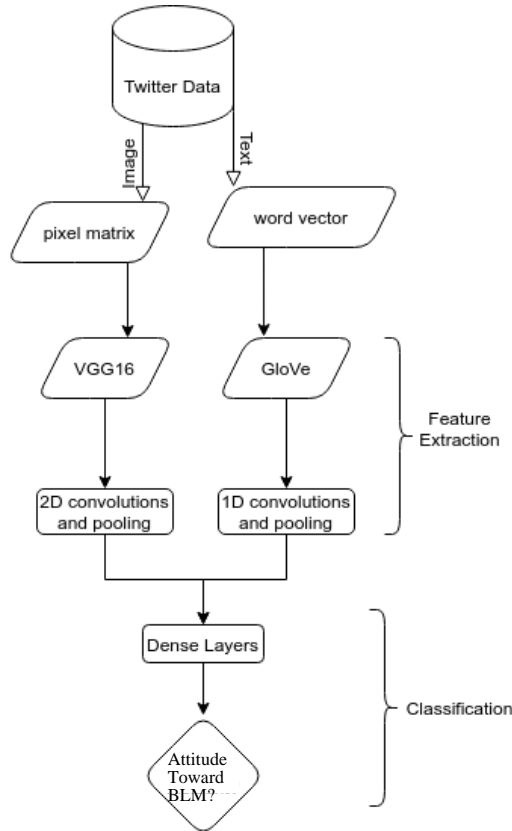 Twitter Data
Image
Text
pixel matrix
word vector
VGG16
GloVe
Feature
Extraction
2D convolutions
and pooling
1D convolutions
and pooling
Dense Layers
Classification
Attitude
Toward
BLM?